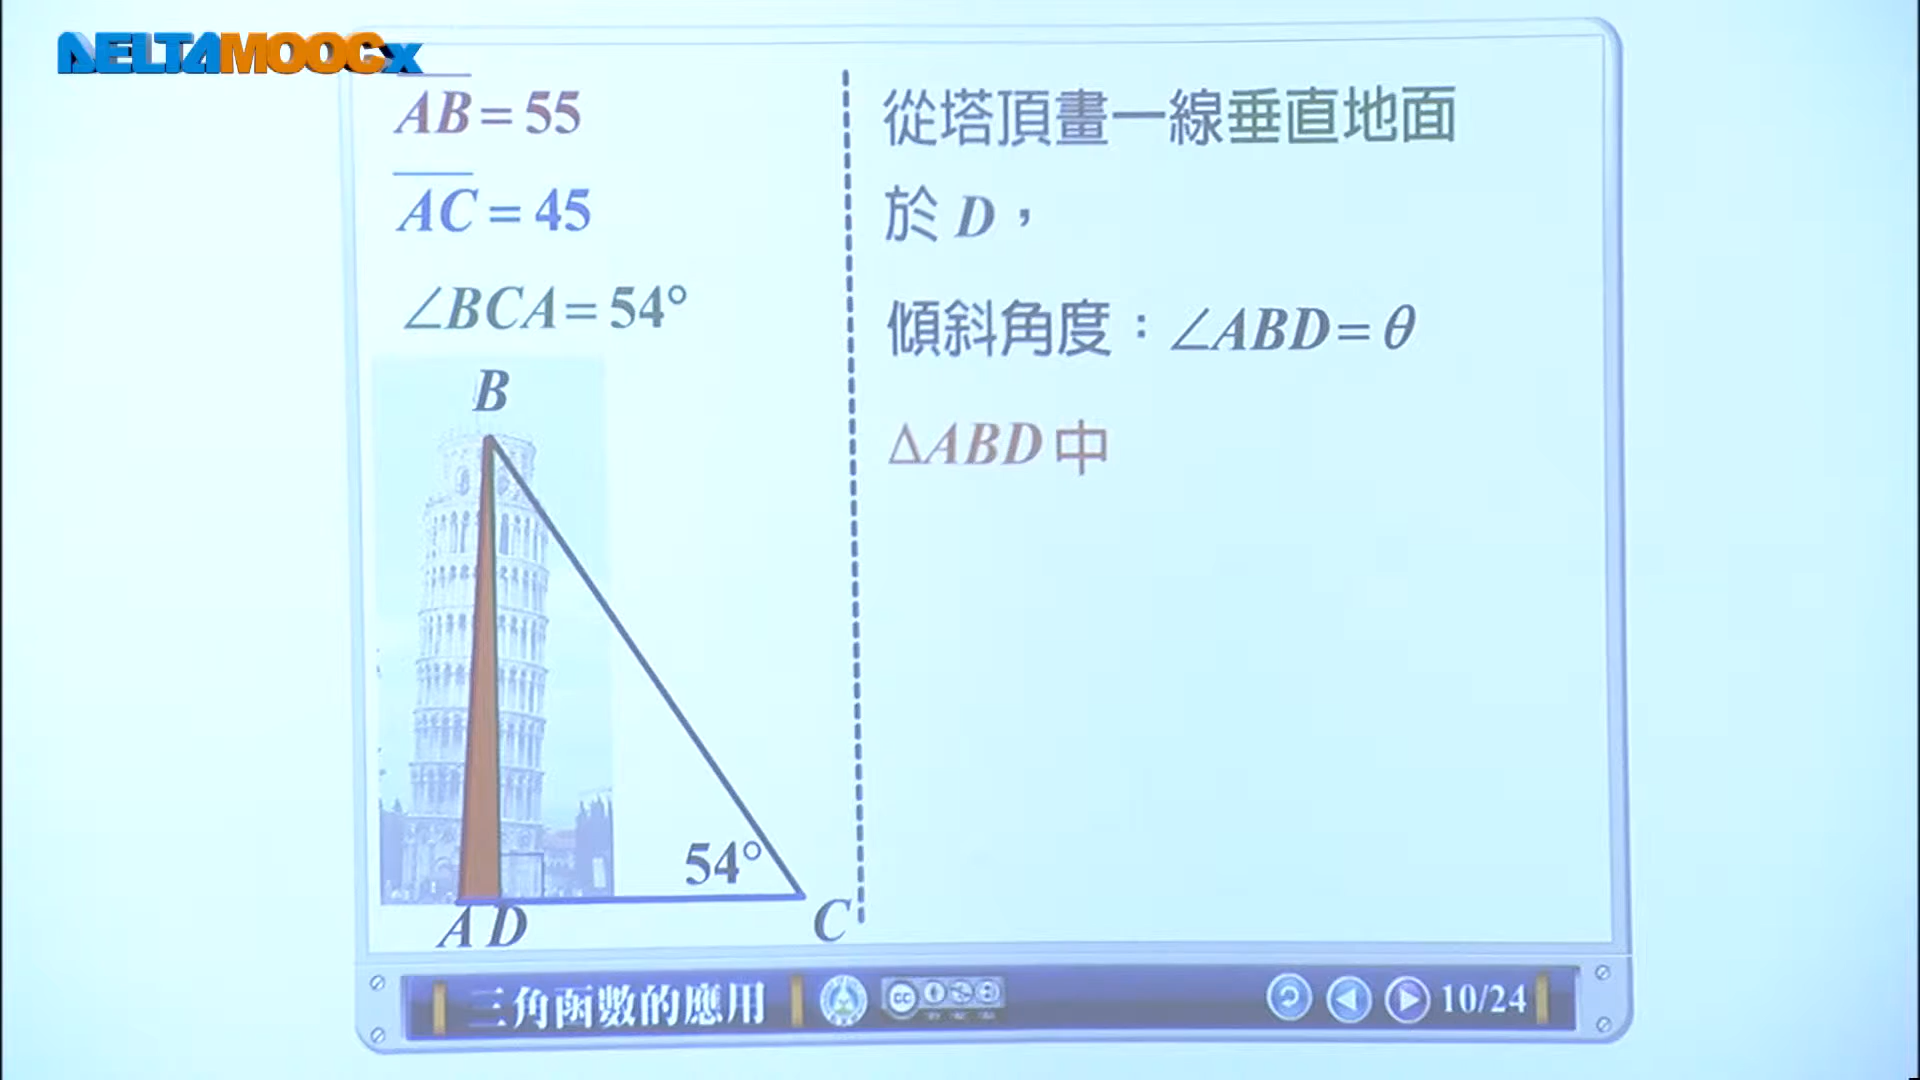 DELTAMOOCx
AB = 55
AC = 45
∠BCA = 54°
B
54°
A D
C
從塔頂畫一線垂直地面
於 D，
傾斜角度：∠ABD = θ
ΔABD 中
三角函數的應用
cc
10/24